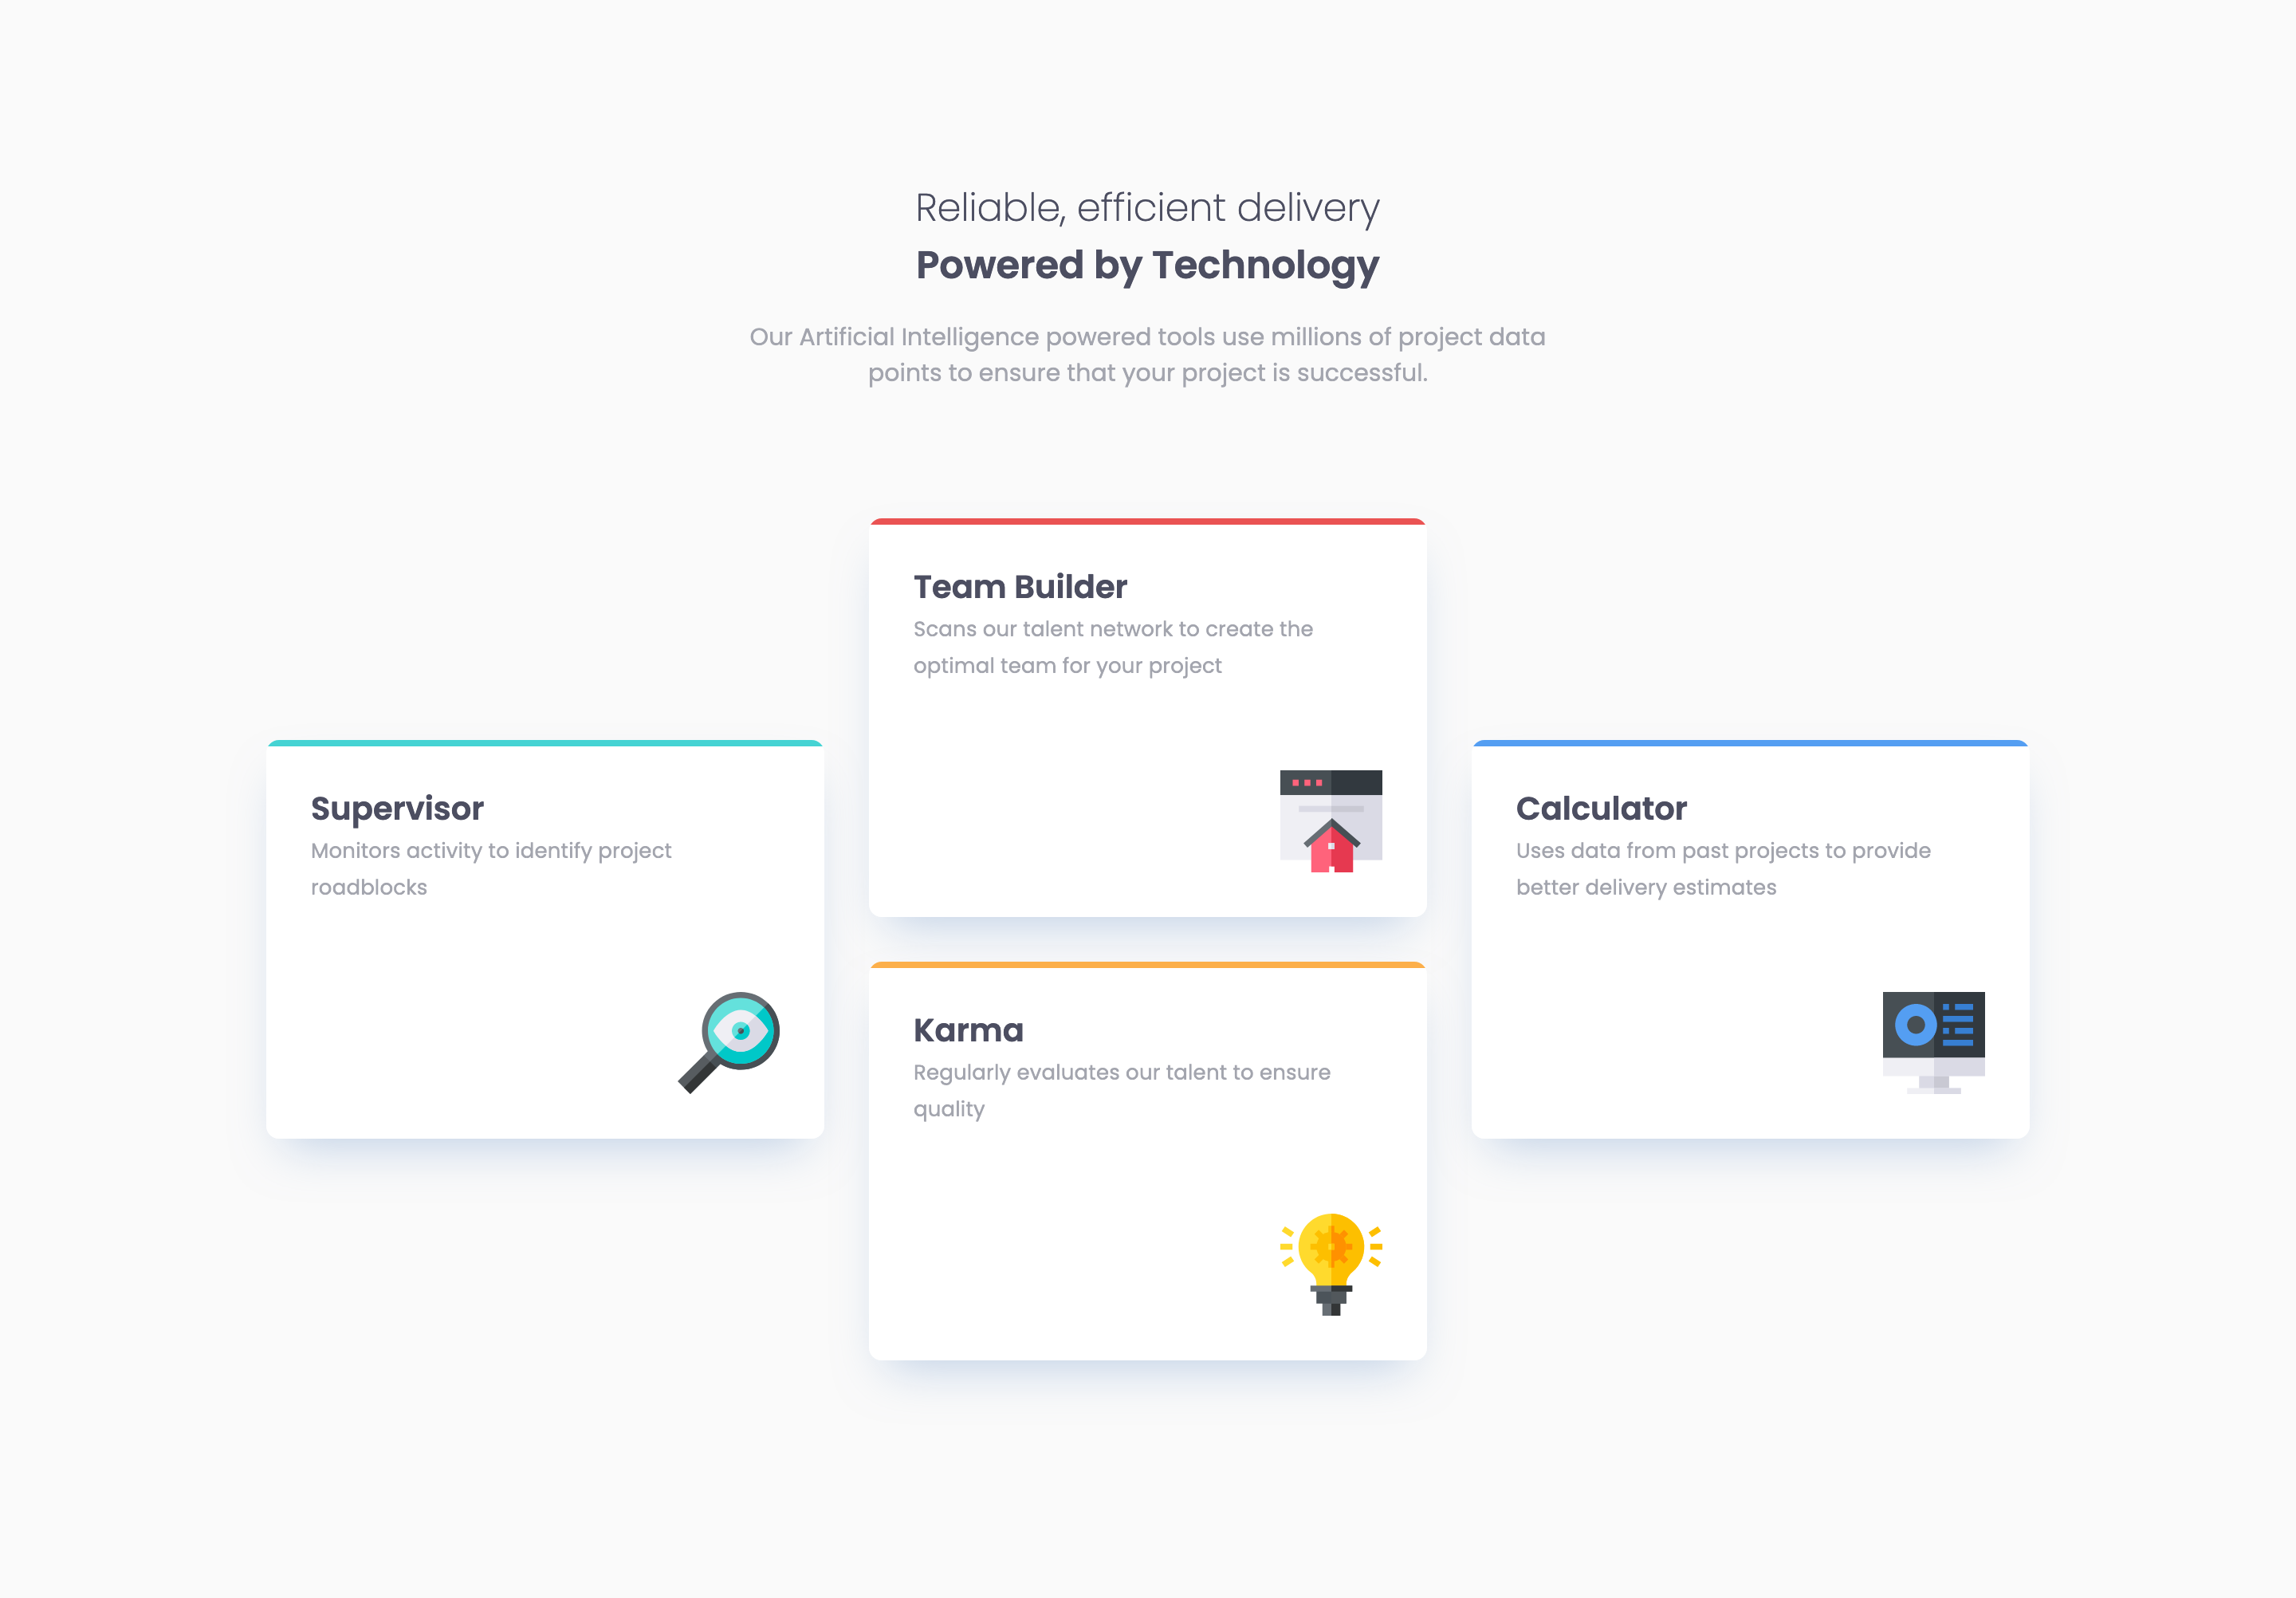 Reliable, efficient delivery
Powered by Technology
Our Artificial Intelligence powered tools use millions of project data
points to ensure that your project is successful.
Supervisor
Monitors activity to identify project
roadblocks
Team Builder
Scans our talent network to create the
optimal team for your project
Karma
Regularly evaluates our talent to ensure
quality
Calculator
Uses data from past projects to provide
better delivery estimates